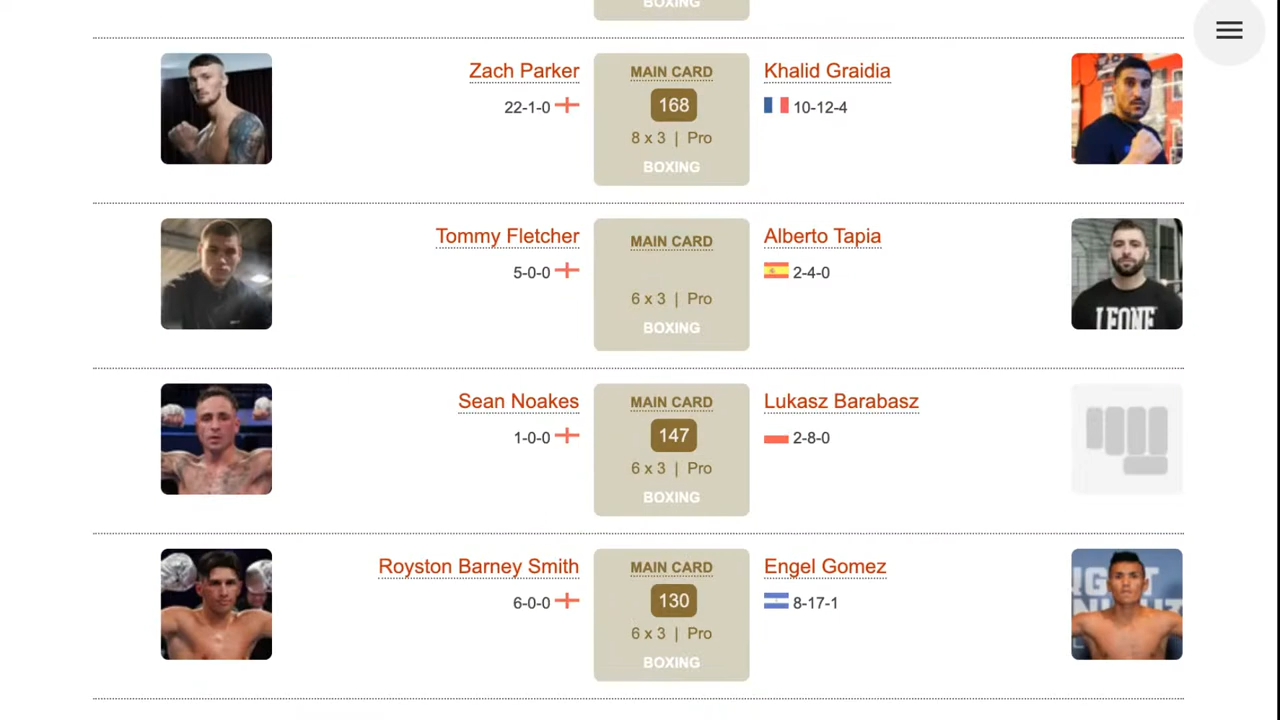 BOXING
Zach Parker
22-1-0
MAIN CARD
168
8 x 3 | Pro
BOXING
Khalid Graidia
10-12-4
Tommy Fletcher
5-0-0
MAIN CARD
6 x 3 | Pro
BOXING
Alberto Tapia
2-4-0
LEONE
Sean Noakes
1-0-0
MAIN CARD
147
6 x 3 | Pro
BOXING
Lukasz Barabasz
2-8-0
Royston Barney Smith
6-0-0
MAIN CARD
130
6 x 3 | Pro
BOXING
Engel Gomez
8-17-1